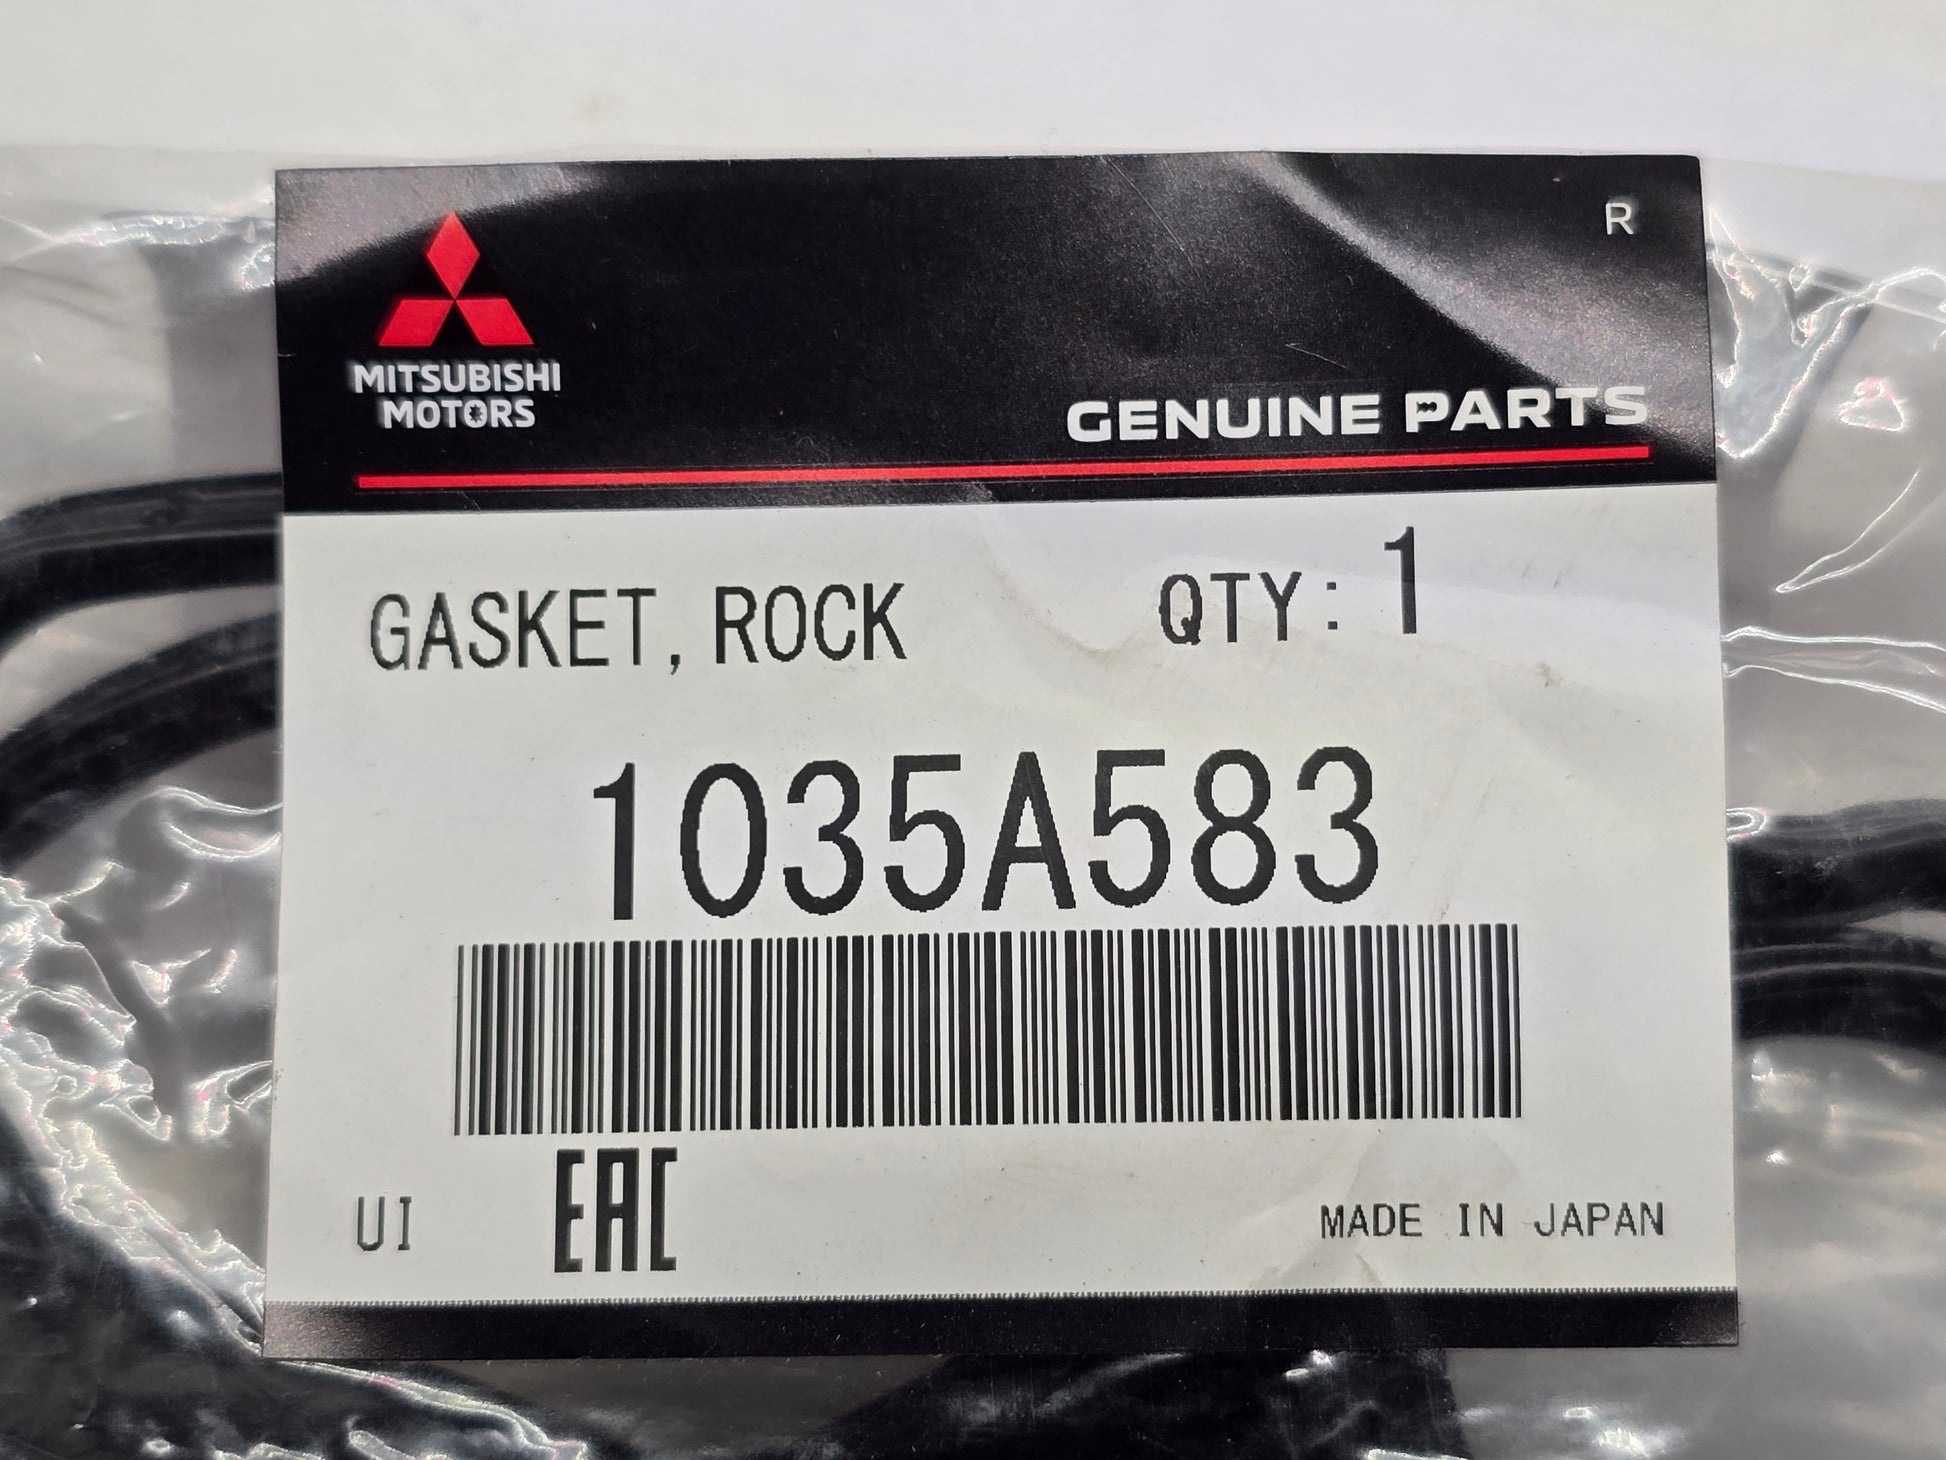 R
MITSUBISHI
MOTORS
GENUINE PARTS
GASKET, ROCK QTY: 1
1035A583
UI EAC MADE IN JAPAN